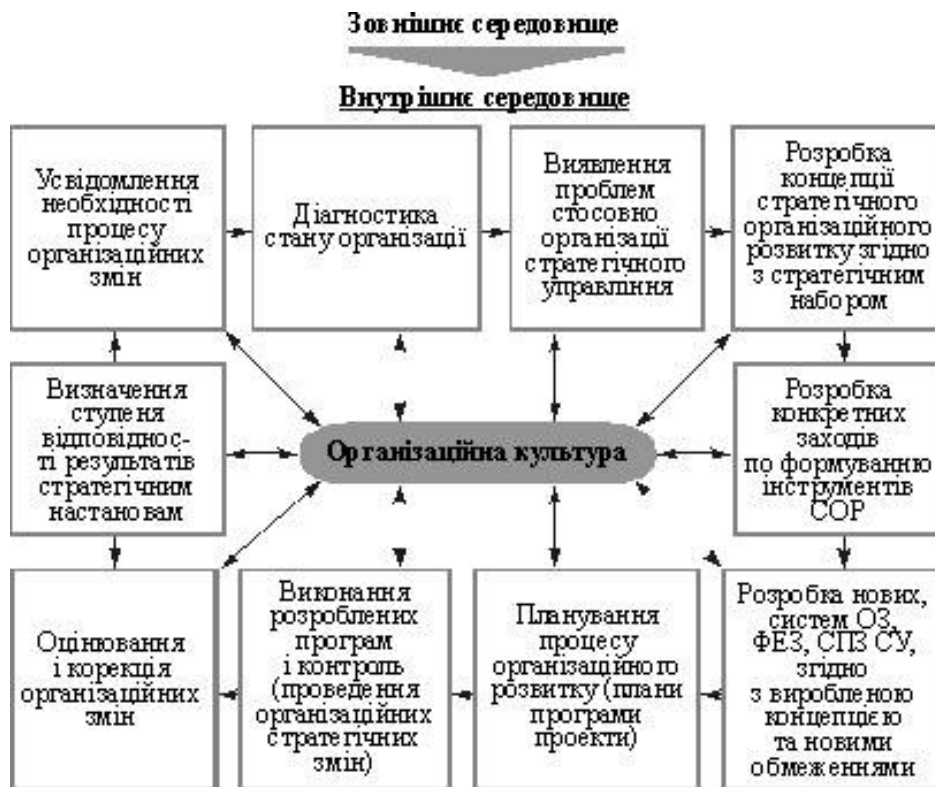 Зовнішнє середовище
Внутрішнє середовище
Усвідомлення
необхідності
процесу
організаційних
змін
Діагностика
стану організації
Виявлення
проблем
стосовно
організації
стратегічного
управління
Розробка
концепції
стратегічного
організаційного
розвитку згідно
з стратегічним
набором
Визначення
ступеня
відповіднос-
ті результатів
стратегічним
настановам
Організаційна культура
Розробка
конкретних
заходів
по формуванню
інструментів
СОР
Оцінювання
і корекція
організаційних
змін
Виконання
розроблених
програм
і контроль
(проведення
організаційних
стратегічних
змін)
Планування
процесу
організаційного
розвитку (плани
програми
проекти)
Розробка нових,
систем ОЗ,
ФЕЗ, СПЗ СУ,
згідно
з виробленою
концепцією
та новими
обмеженнями